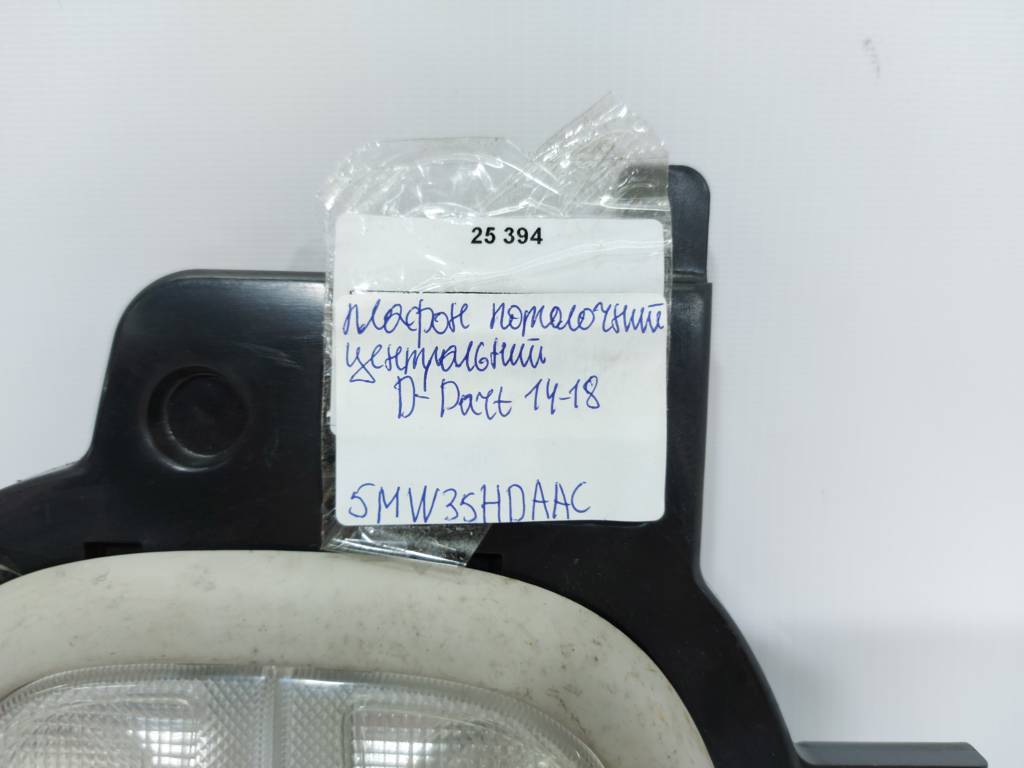 25 394
плафон потолочний
центральний
D-Dart 14-18
5MW35HDAAC